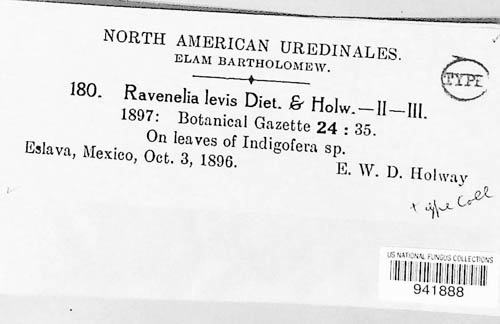 NORTH AMERICAN UREDINALES.
ELAM BARTHOLOMEW.
TYPE
180. Ravenelia levis Diet. & Holw.—II—III.
1897: Botanical Gazette 24 : 35.
On leaves of Indigofera sp.
Eslava, Mexico, Oct. 3, 1896. E. W. D. Holway
type Coll
US NATIONAL FUNGUS COLLECTIONS
941888